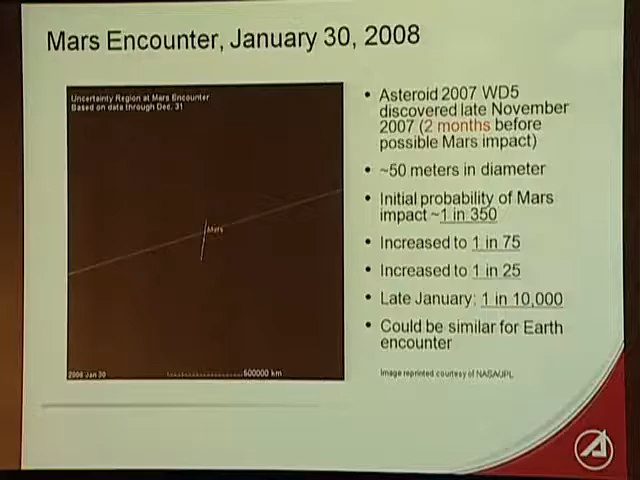 Mars Encounter, January 30, 2008
Uncertainty Region at Mars Encounter
Based on data through Dec. 31
Mars
2008 Jan 30
600000 km
• Asteroid 2007 WD5
discovered late November
2007 (2 months before
possible Mars impact)
• ~50 meters in diameter
• Initial probability of Mars
impact ~1 in 350
• Increased to 1 in 75
• Increased to 1 in 25
• Late January: 1 in 10,000
• Could be similar for Earth
encounter
Image reprinted courtesy of NASA/JPL